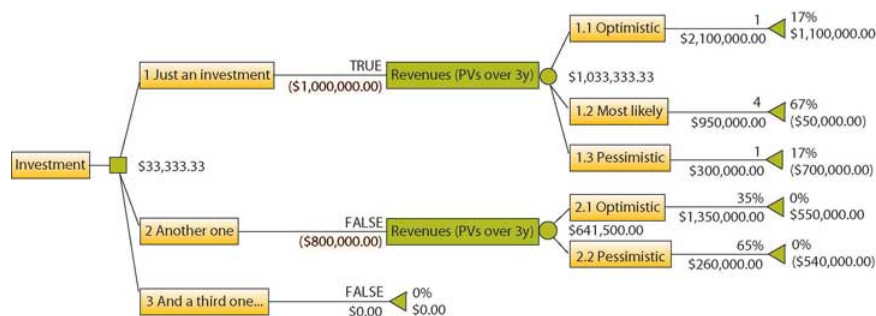 1.1 Optimistic
1
17%
$2,100,000.00
$1,100,000.00
1 Just an investment
TRUE
($1,000,000.00)
Revenues (PVs over 3y)
$1,033,333.33
1.2 Most likely
4
67%
$950,000.00
($50,000.00)
1.3 Pessimistic
1
17%
$300,000.00
($700,000.00)
Investment
$33,333.33
2 Another one
FALSE
($800,000.00)
Revenues (PVs over 3y)
$641,500.00
2.1 Optimistic
35%
0%
$1,350,000.00
$550,000.00
2.2 Pessimistic
65%
0%
$260,000.00
($540,000.00)
3 And a third one...
FALSE
0%
$0.00
$0.00